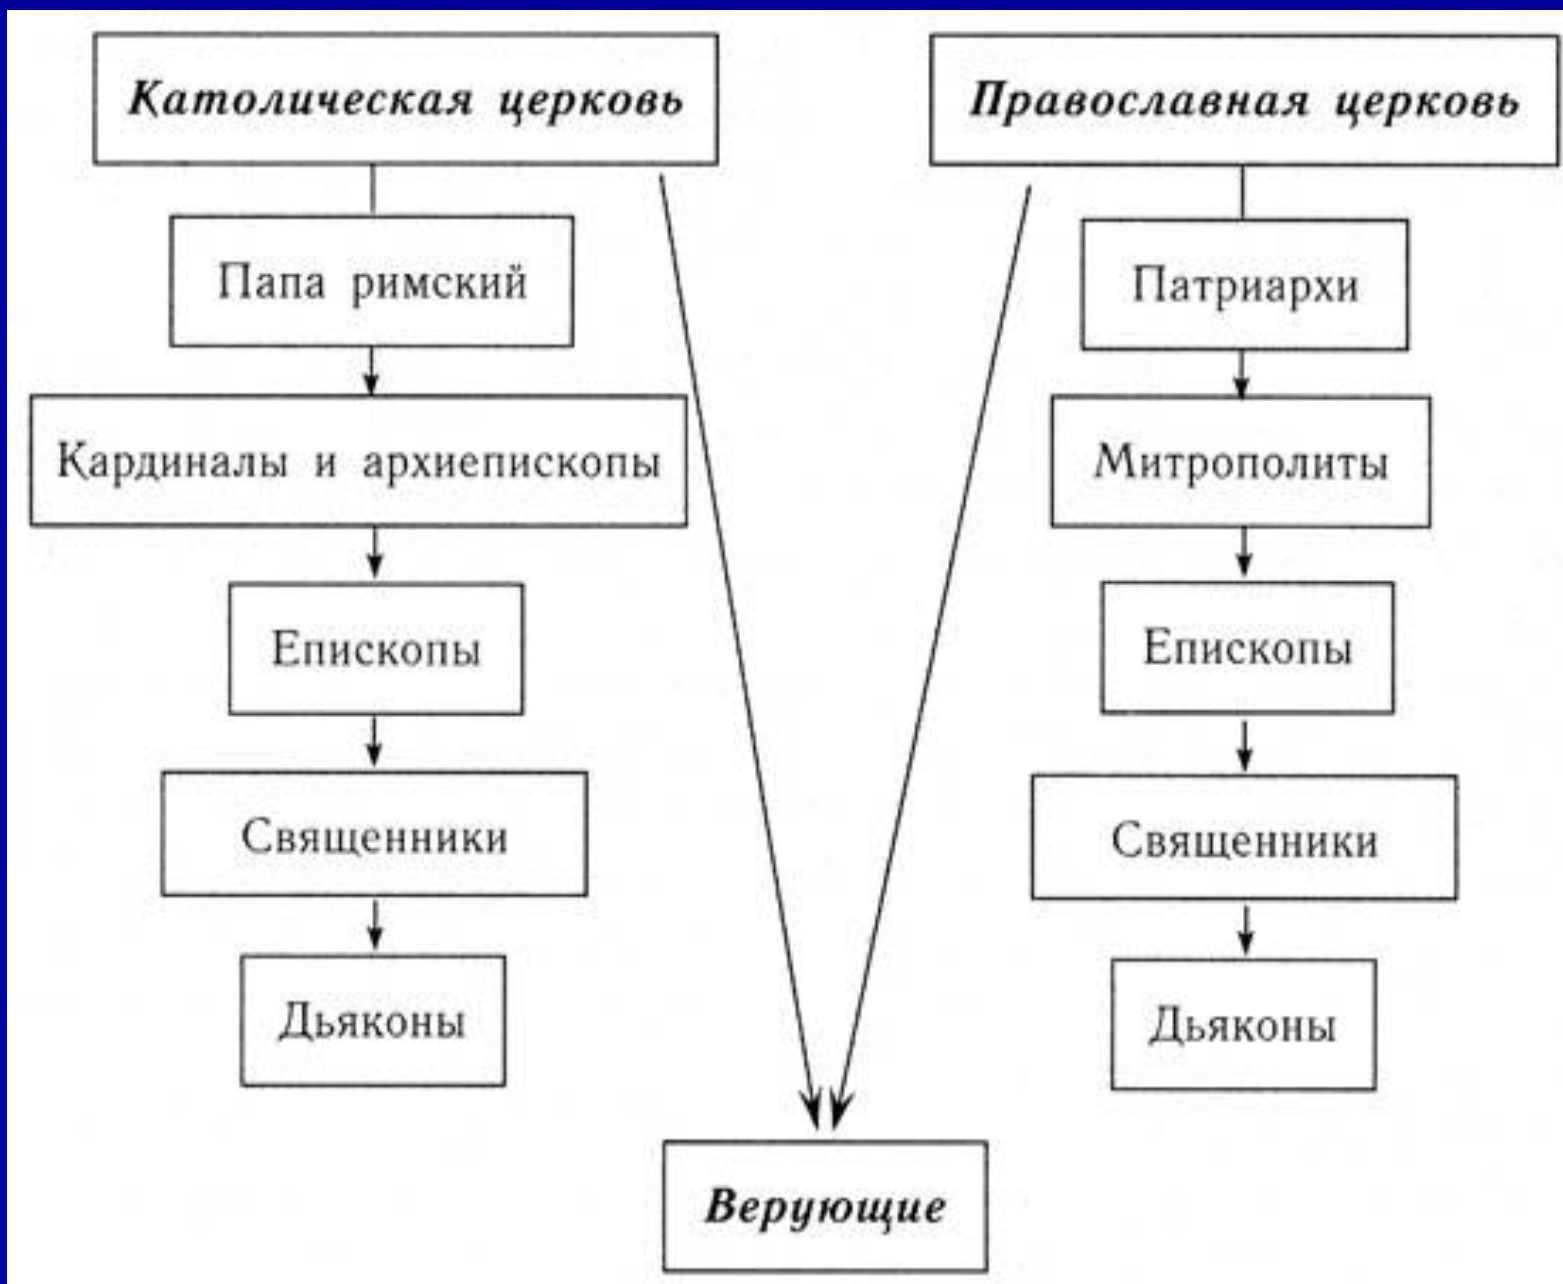 Католическая церковь
Папа римский
Кардиналы и архиепископы
Епископы
Священники
Дьяконы
Православная церковь
Патриархи
Митрополиты
Епископы
Священники
Дьяконы
Верующие